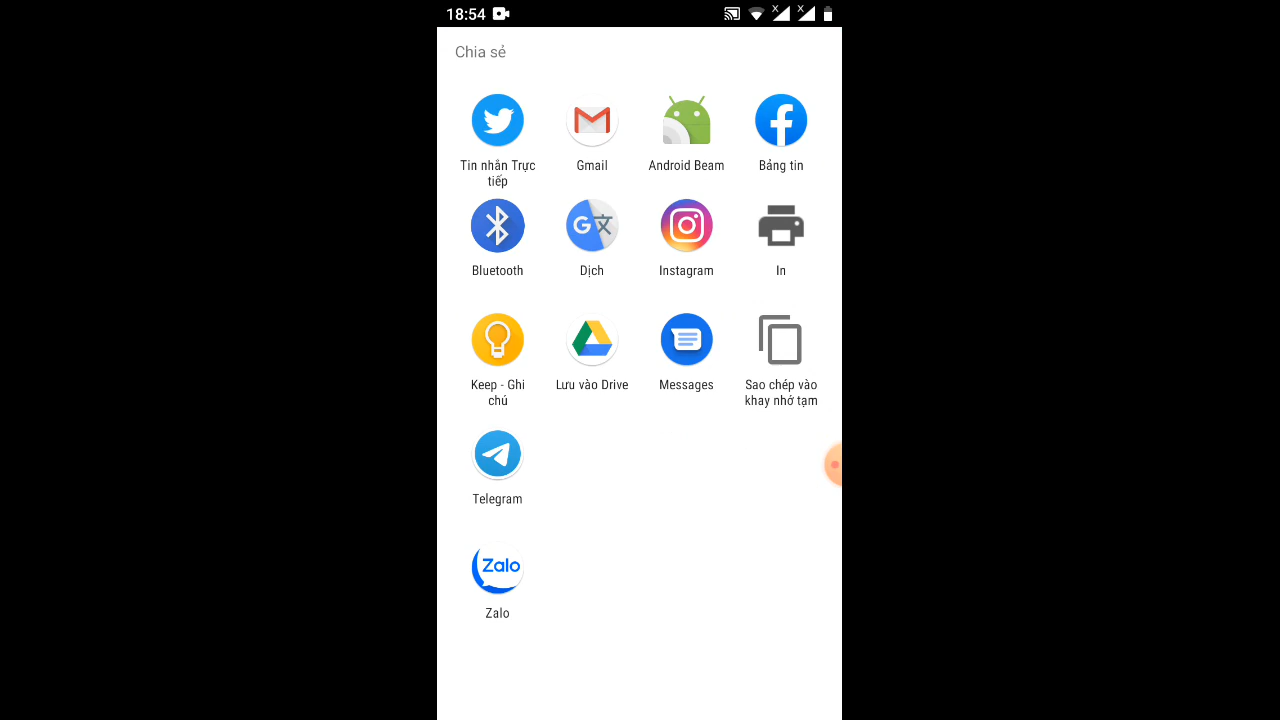 18:54
Chia sẻ
Tin nhắn Trực
tiếp
Gmail
Android Beam
Bảng tin
Bluetooth
Dịch
Instagram
In
Keep - Ghi
chú
Lưu vào Drive
Messages
Sao chép vào
khay nhớ tạm
Telegram
Zalo
Zalo